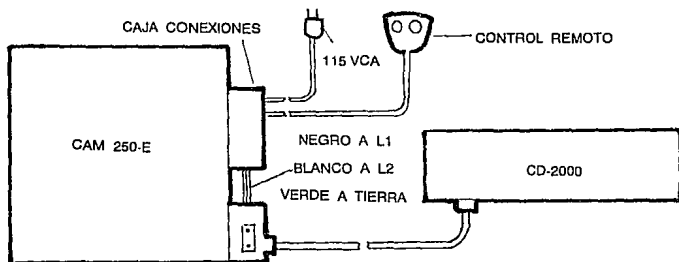 CAJA CONEXIONES
115 VCA
CONTROL REMOTO
CAM 250-E
NEGRO A L1
BLANCO A L2
VERDE A TIERRA
CD-2000